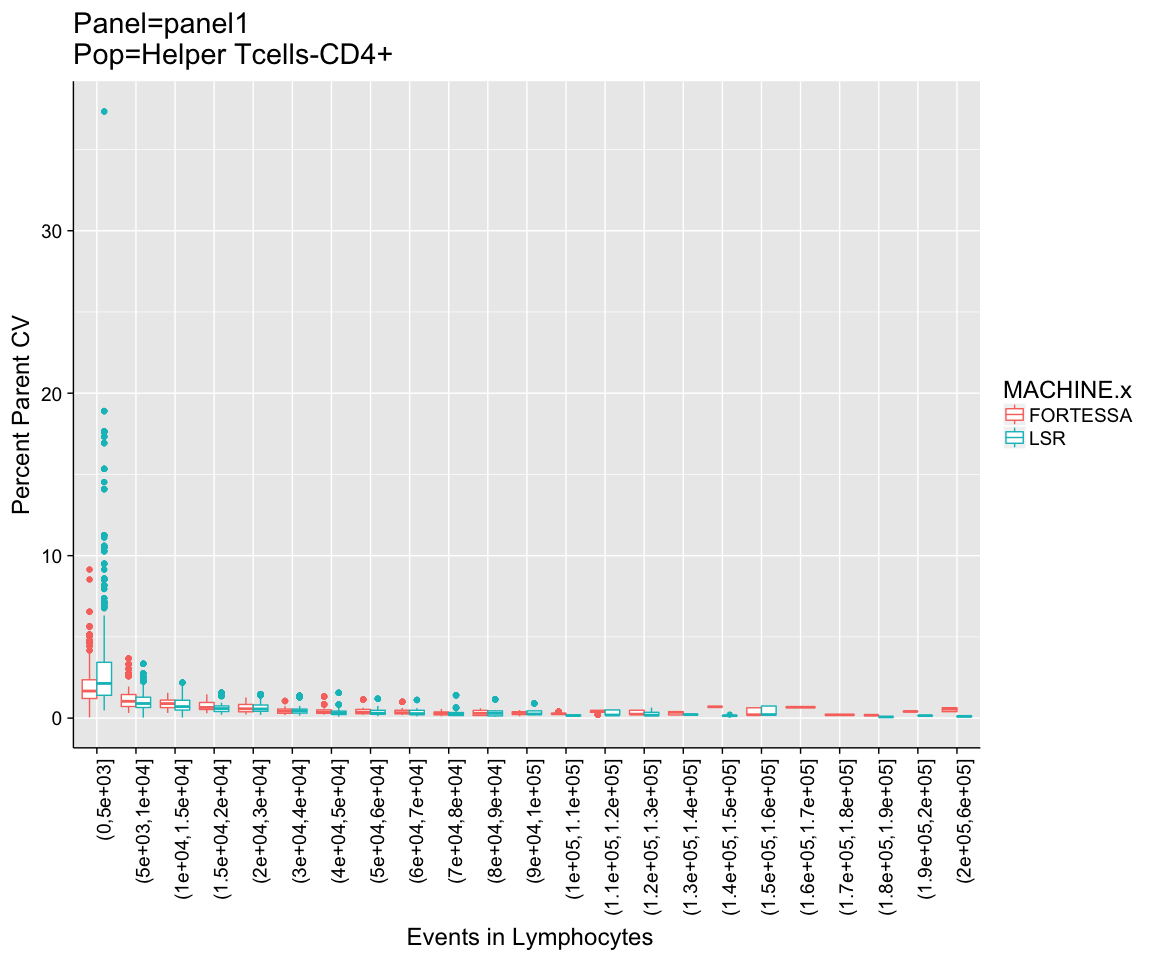 Panel=panel1
Pop=Helper Tcells-CD4+
Percent Parent CV
30
20
10
0
(0,5e+03]
(5e+03,1e+04]
(1e+04,1.5e+04]
(1.5e+04,2e+04]
(2e+04,3e+04]
(3e+04,4e+04]
(4e+04,5e+04]
(5e+04,6e+04]
(6e+04,7e+04]
(7e+04,8e+04]
(8e+04,9e+04]
(9e+04,1e+05]
(1e+05,1.1e+05]
(1.1e+05,1.2e+05]
(1.2e+05,1.3e+05]
(1.3e+05,1.4e+05]
(1.4e+05,1.5e+05]
(1.5e+05,1.6e+05]
(1.6e+05,1.7e+05]
(1.7e+05,1.8e+05]
(1.8e+05,1.9e+05]
(1.9e+05,2e+05]
(2e+05,6e+05]
Events in Lymphocytes
MACHINE.x
FORTESSA
LSR